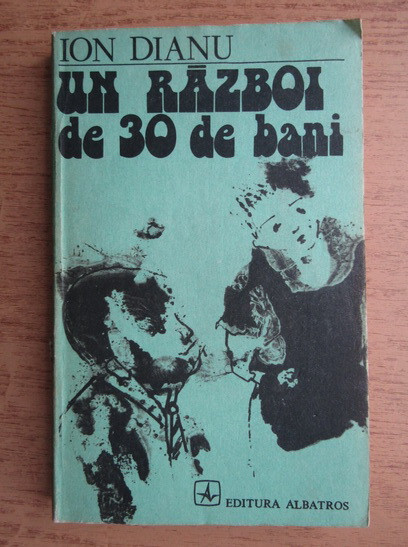 ION DIANU
UN RĂZBOI
de 30 de bani
EDITURA ALBATROS